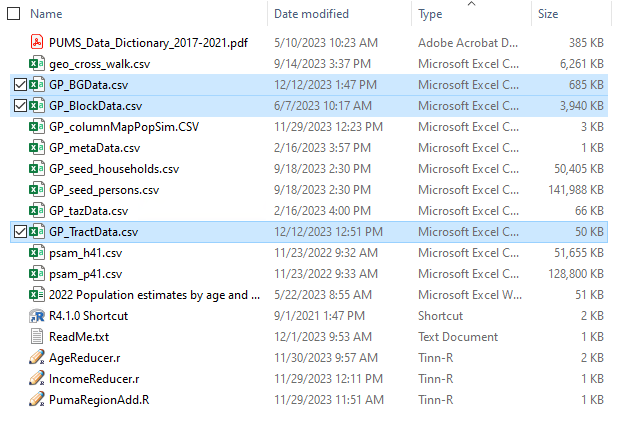 Name Date modified Type Size
PUMS_Data_Dictionary_2017-2021.pdf 5/10/2023 10:23 AM Adobe Acrobat D... 385 KB
geo_cross_walk.csv 9/14/2023 3:37 PM Microsoft Excel C... 6,261 KB
GP_BGData.csv 12/12/2023 1:47 PM Microsoft Excel C... 685 KB
GP_BlockData.csv 6/7/2023 10:17 AM Microsoft Excel C... 3,940 KB
GP_columnMapPopSim.CSV 11/29/2023 12:23 PM Microsoft Excel C... 3 KB
GP_metaData.csv 2/16/2023 3:57 PM Microsoft Excel C... 1 KB
GP_seed_households.csv 9/18/2023 2:30 PM Microsoft Excel C... 50,405 KB
GP_seed_persons.csv 9/18/2023 2:30 PM Microsoft Excel C... 141,988 KB
GP_tazData.csv 2/16/2023 4:00 PM Microsoft Excel C... 66 KB
GP_TractData.csv 12/12/2023 12:51 PM Microsoft Excel C... 50 KB
psam_h41.csv 11/23/2022 9:32 AM Microsoft Excel C... 51,655 KB
psam_p41.csv 11/23/2022 9:33 AM Microsoft Excel C... 128,800 KB
2022 Population estimates by age and ... 5/22/2023 8:55 AM Microsoft Excel W... 51 KB
R4.1.0 Shortcut 9/1/2021 1:47 PM Shortcut 2 KB
ReadMe.txt 12/1/2023 9:53 AM Text Document 1 KB
AgeReducer.r 11/30/2023 9:57 AM Tinn-R 2 KB
IncomeReducer.r 11/29/2023 12:11 PM Tinn-R 1 KB
PumaRegionAdd.R 11/29/2023 11:51 AM Tinn-R 1 KB